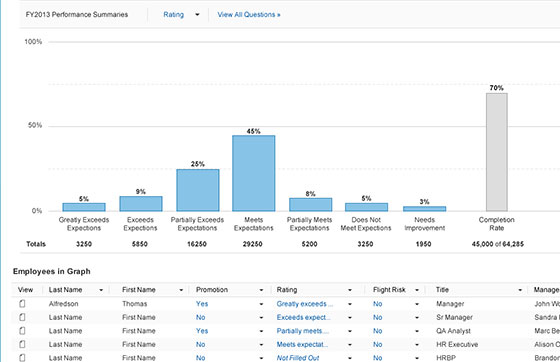 FY2013 Performance Summaries Rating View All Questions »
100%
70%
50%
45%
25%
9%
8%
5%
5%
3%
0%
Greatly Exceeds Exceeds Partially Exceeds Meets Partially Meets Does Not Needs Completion
Expections Expections Expectations Expectations Expectations Meet Expections Improvement Rate
Totals 3250 5850 16250 29250 5200 3250 1950 45,000 of 64,285
Employees in Graph
View Last Name First Name Promotion Rating Flight Risk Title Manage
Alfredson Thomas Yes Greatly exceeds ... No Manager John W
Last Name First Name No Exceeds expect... No Sr Manager Sandra
Last Name First Name Yes Partially meets ... No QA Analyst Marc Be
Last Name First Name No Meets expectat... No HR Executive Alison
Last Name First Name No Not Filled Out No HRBP Brandon